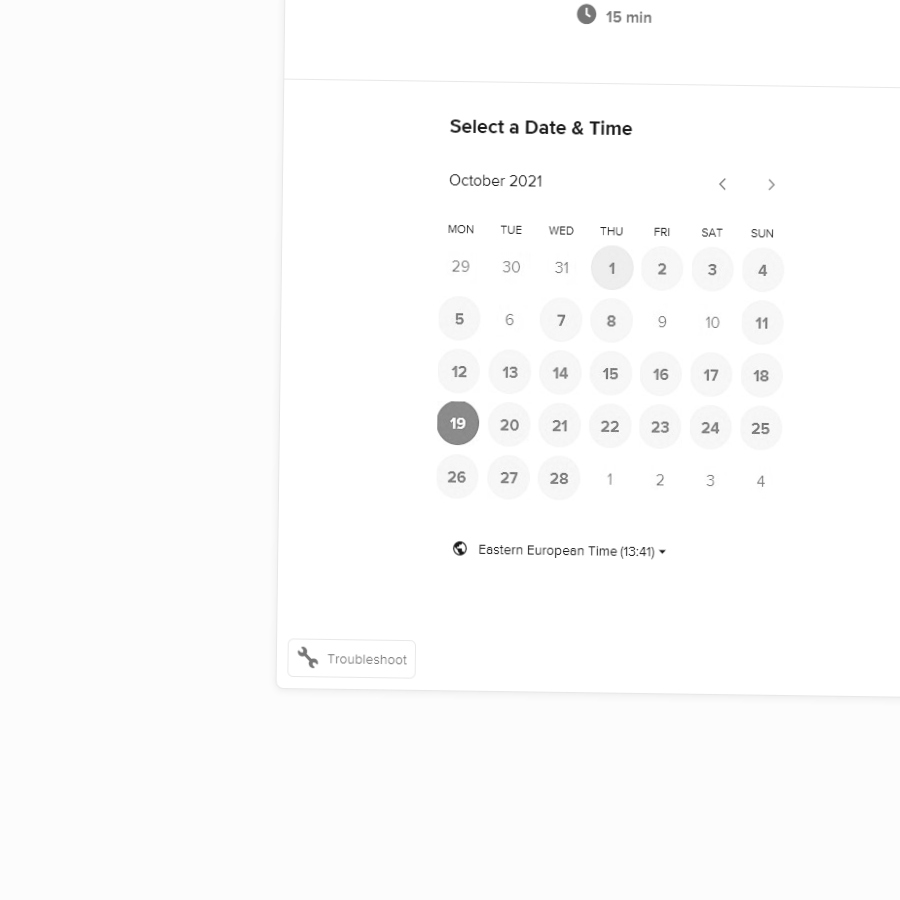 15 min
Select a Date & Time
October 2021
MON TUE WED THU FRI SAT SUN
29 30 31 1 2 3 4
5 6 7 8 9 10 11
12 13 14 15 16 17 18
19 20 21 22 23 24 25
26 27 28 1 2 3 4
Eastern European Time (13:41)
Troubleshoot